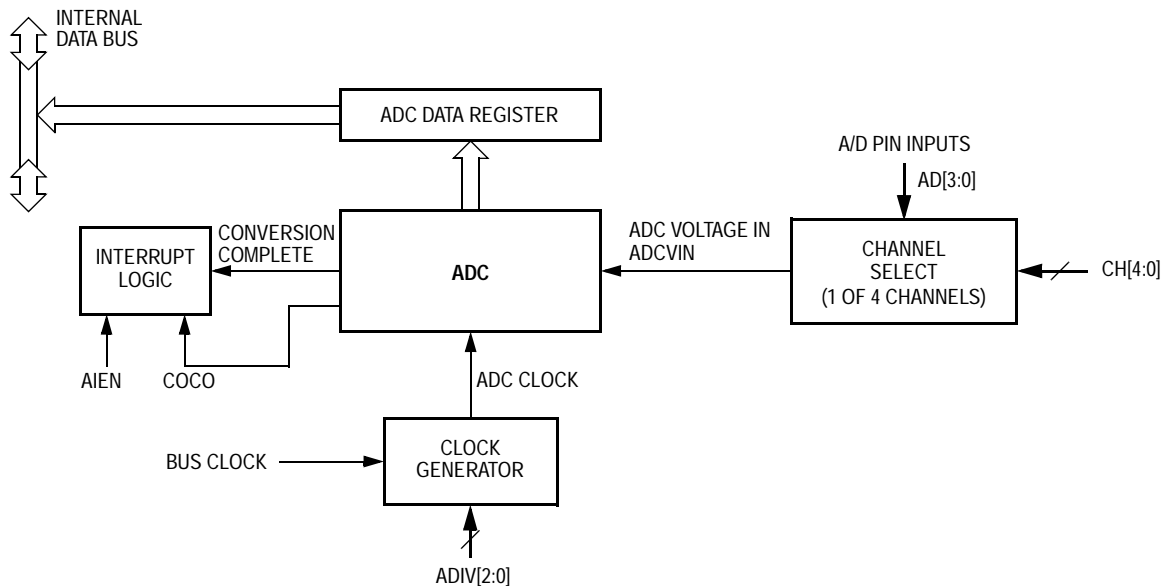 INTERNAL
DATA BUS
ADC DATA REGISTER
A/D PIN INPUTS
AD[3:0]
INTERRUPT
LOGIC
CONVERSION
COMPLETE
ADC
ADC VOLTAGE IN
ADCVIN
CHANNEL
SELECT
(1 OF 4 CHANNELS)
CH[4:0]
AIEN
COCO
ADC CLOCK
BUS CLOCK
CLOCK
GENERATOR
ADIV[2:0]